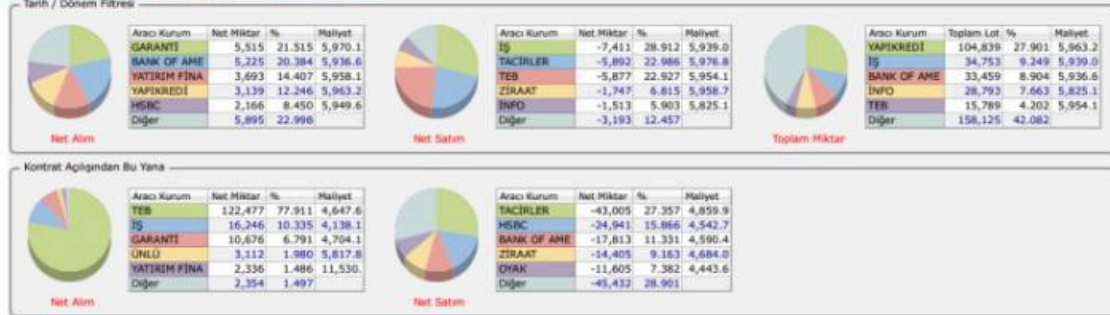 Tarih / Dönem Filtresi
Aracı Kurum Net Miktar % Maliyet
GARANTİ 5,515 21.515 5,970.1
BANK OF AME 5,225 20.384 5,936.6
YATIRIM FİNA 3,693 14.407 5,958.1
YAPIKREDİ 3,139 12.246 5,963.2
HSBC 2,166 8.450 5,949.6
Diğer 5,895 22.998
Net Alım
Aracı Kurum Net Miktar % Maliyet
İŞ -7,411 28.912 5,939.0
TACİRLER -5,892 22.986 5,976.8
TEB -5,877 22.927 5,954.1
ZİRAAT -1,747 6.815 5,958.7
İNFO -1,513 5.903 5,825.1
Diğer -3,193 12.457
Net Satım
Aracı Kurum Toplam Lot % Maliyet
YAPIKREDİ 104,839 27.901 5,963.2
İŞ 34,753 9.249 5,939.0
BANK OF AME 33,459 8.904 5,936.6
İNFO 28,793 7.663 5,825.1
TEB 15,789 4.202 5,954.1
Diğer 158,125 42.082
Toplam Miktar
Kontrat Açılışından Bu Yana
Aracı Kurum Net Miktar % Maliyet
TEB 122,477 77.911 4,647.6
İŞ 16,246 10.335 4,138.1
GARANTİ 10,676 6.791 4,704.1
ÜNLÜ 3,112 1.980 5,817.8
YATIRIM FİNA 2,336 1.486 11,530.
Diğer 2,354 1.497
Net Alım
Aracı Kurum Net Miktar % Maliyet
TACİRLER -43,005 27.357 4,859.9
HSBC -24,941 15.866 4,542.7
BANK OF AME -17,813 11.331 4,590.4
ZİRAAT -14,405 9.163 4,684.0
OYAK -11,605 7.382 4,443.6
Diğer -45,432 28.901
Net Satım